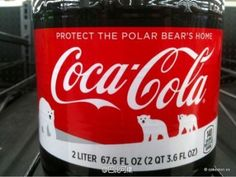 PROTECT THE POLAR BEAR'S HOME
Coca-Cola
2 LITER 67.6 FL OZ (2 QT 3.6 FL OZ)